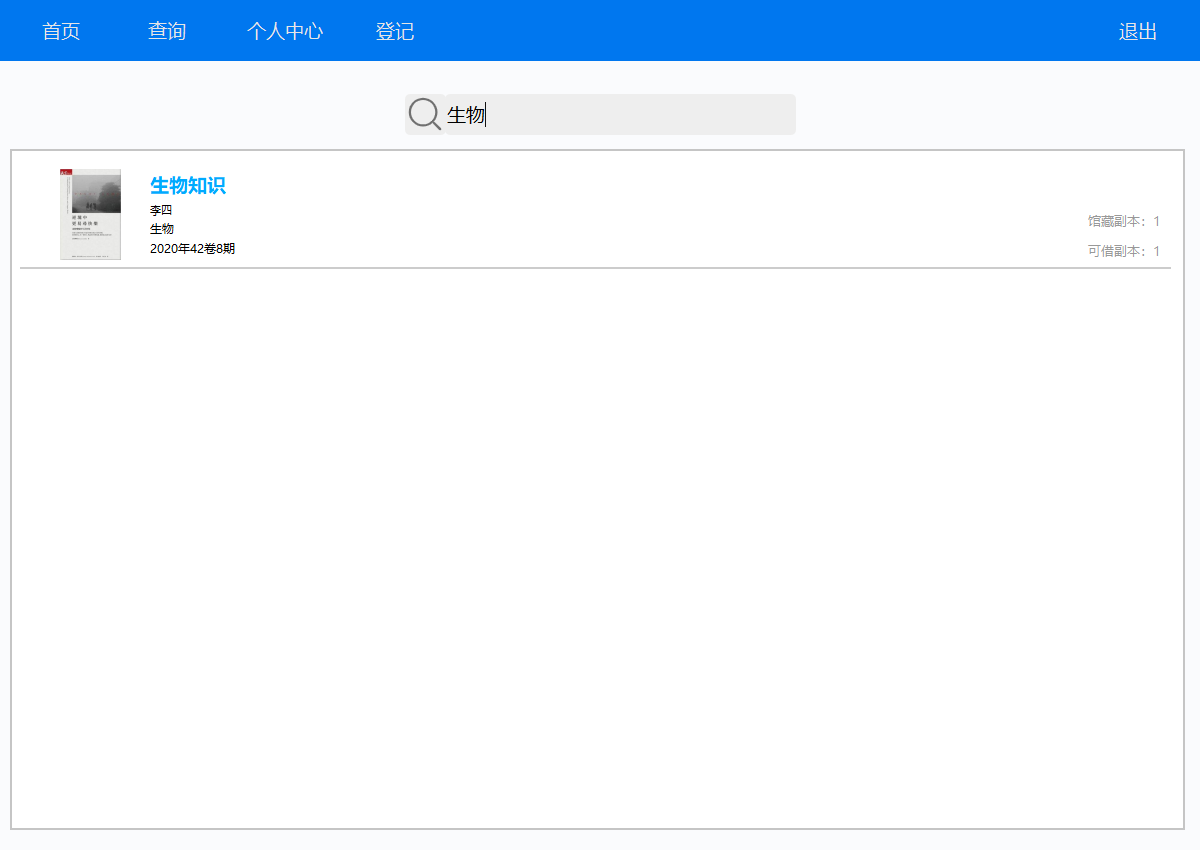 首页 查询 个人中心 登记 退出
生物
生物知识
李四
生物
2020年42卷8期
馆藏副本：1
可借副本：1